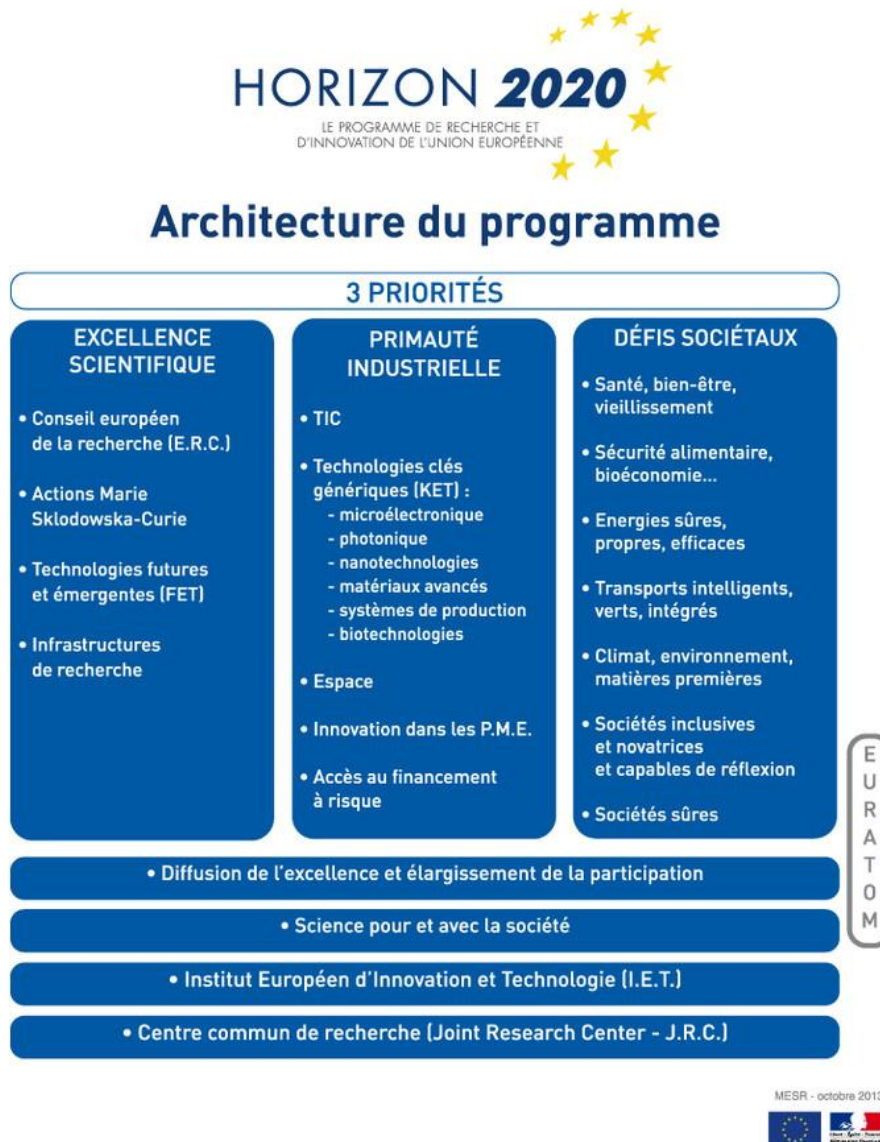 HORIZON 2020
LE PROGRAMME DE RECHERCHE ET
D'INNOVATION DE L'UNION EUROPÉENNE
Architecture du programme
3 PRIORITÉS
EXCELLENCE
SCIENTIFIQUE
• Conseil européen
de la recherche (E.R.C.)
• Actions Marie
Sklodowska-Curie
• Technologies futures
et émergentes (FET)
• Infrastructures
de recherche
PRIMAUTÉ
INDUSTRIELLE
• TIC
• Technologies clés
génériques (KET) :
- microélectronique
- photonique
- nanotechnologies
- matériaux avancés
- systèmes de production
- biotechnologies
• Espace
• Innovation dans les P.M.E.
• Accès au financement
à risque
DÉFIS SOCIÉTAUX
• Santé, bien-être,
vieillissement
• Sécurité alimentaire,
bioéconomie...
• Energies sûres,
propres, efficaces
• Transports intelligents,
verts, intégrés
• Climat, environnement,
matières premières
• Sociétés inclusives
et novatrices
et capables de réflexion
• Sociétés sûres
EURATOM
• Diffusion de l'excellence et élargissement de la participation
• Science pour et avec la société
• Institut Européen d'Innovation et Technologie (I.E.T.)
• Centre commun de recherche (Joint Research Center - J.R.C.)
MESR - octobre 2013